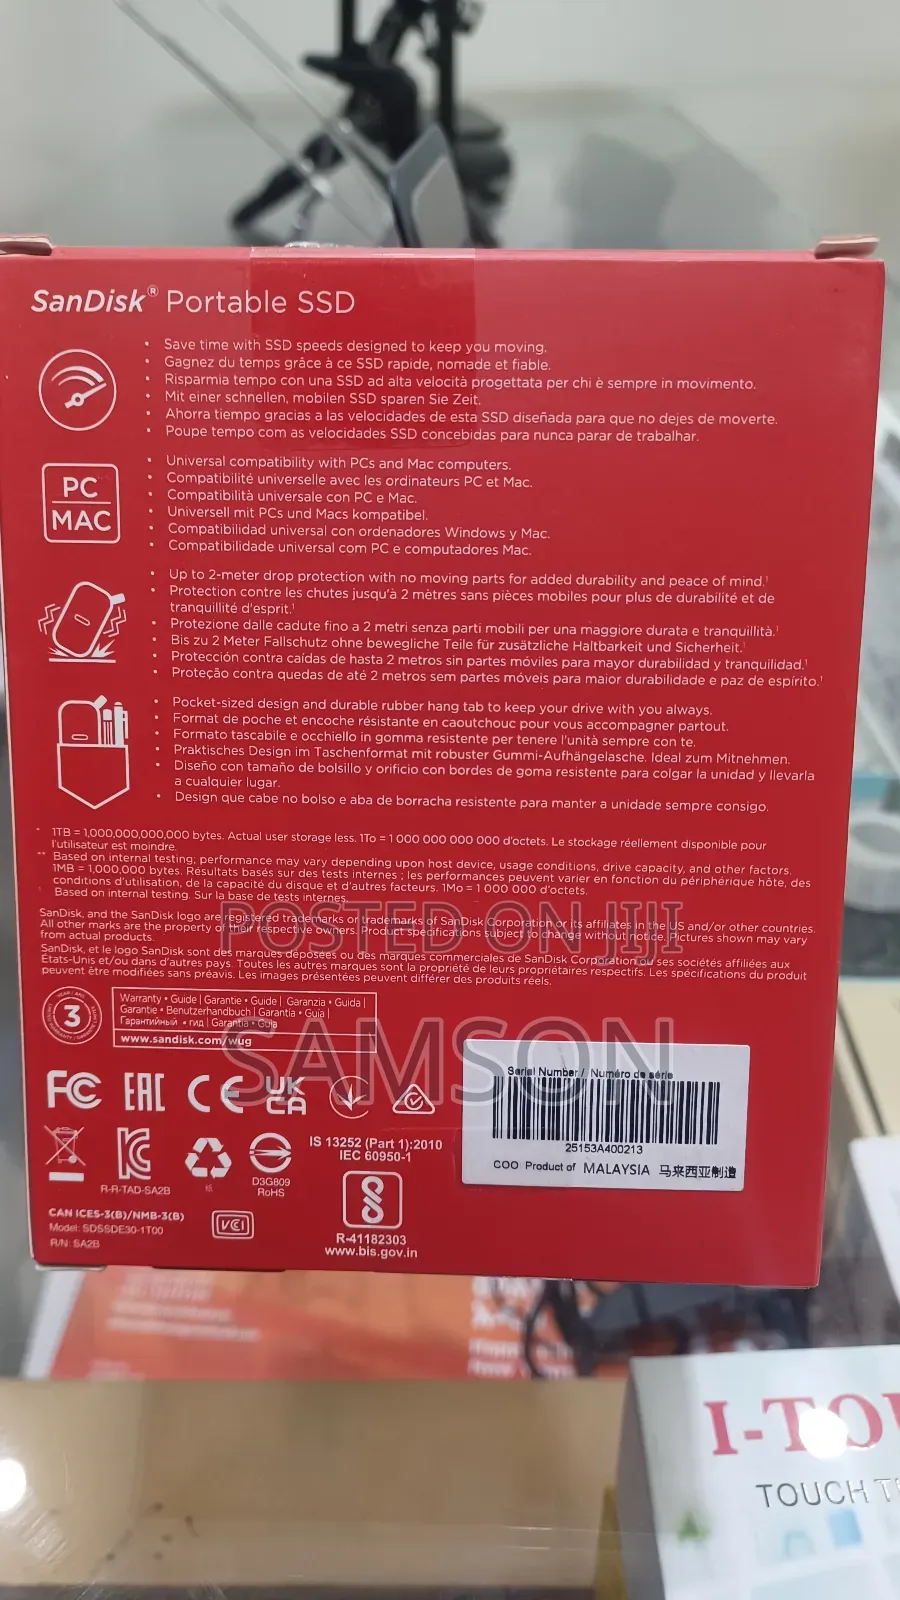 SanDisk® Portable SSD
• Save time with SSD speeds designed to keep you moving.
• Gagnez du temps grâce à ce SSD rapide, nomade et fiable.
• Risparmia tempo con una SSD ad alta velocità progettata per chi è sempre in movimento.
• Mit einer schnellen, mobilen SSD sparen Sie Zeit.
• Ahorra tiempo gracias a las velocidades de esta SSD diseñada para que no dejes de moverte.
• Poupe tempo com as velocidades SSD concebidas para nunca parar de trabalhar.
PC
MAC
• Universal compatibility with PCs and Mac computers.
• Compatibilité universelle avec les ordinateurs PC et Mac.
• Compatibilità universale con PC e Mac.
• Universell mit PCs und Macs kompatibel.
• Compatibilidad universal con ordenadores Windows y Mac.
• Compatibilidade universal com PC e computadores Mac.
• Up to 2-meter drop protection with no moving parts for added durability and peace of mind.¹
• Protection contre les chutes jusqu'à 2 mètres sans pièces mobiles pour plus de durabilité et de
tranquillité d'esprit.¹
• Protezione dalle cadute fino a 2 metri senza parti mobili per una maggiore durata e tranquillità.¹
• Bis zu 2 Meter Fallschutz ohne bewegliche Teile für zusätzliche Haltbarkeit und Sicherheit.¹
• Protección contra caídas de hasta 2 metros sin partes móviles para mayor durabilidad y tranquilidad.¹
• Proteção contra quedas de até 2 metros sem partes móveis para maior durabilidade e paz de espírito.¹
• Pocket-sized design and durable rubber hang tab to keep your drive with you always.
• Format de poche et encoche résistante en caoutchouc pour vous accompagner partout.
• Formato tascabile e occhiello in gomma resistente per tenere l'unità sempre con te.
• Praktisches Design im Taschenformat mit robuster Gummi-Aufhängelasche. Ideal zum Mitnehmen.
• Diseño con tamaño de bolsillo y orificio con bordes de goma resistente para colgar la unidad y llevarla
a cualquier lugar.
• Design que cabe no bolso e aba de borracha resistente para manter a unidade sempre consigo.
* 1TB = 1,000,000,000,000 bytes. Actual user storage less. 1To = 1 000 000 000 000 d'octets. Le stockage réellement disponible pour
l'utilisateur est moindre.
** Based on internal testing; performance may vary depending upon host device, usage conditions, drive capacity, and other factors.
1MB = 1,000,000 bytes. Résultats basés sur des tests internes ; les performances peuvent varier en fonction du périphérique hôte, des
conditions d'utilisation, de la capacité du disque et d'autres facteurs. 1Mo = 1 000 000 d'octets.
¹ Based on internal testing. Sur la base de tests internes.
SanDisk, and the SanDisk logo are registered trademarks or trademarks of SanDisk Corporation or its affiliates in the US and/or other countries.
All other marks are the property of their respective owners. Product specifications subject to change without notice. Pictures shown may vary
from actual products.
SanDisk, et le logo SanDisk sont des marques déposées ou des marques commerciales de SanDisk Corporation ou ses sociétés affiliées aux
États-Unis et/ou dans d'autres pays. Toutes les autres marques sont la propriété de leurs propriétaires respectifs. Les spécifications du produit
peuvent être modifiées sans préavis. Les images présentées peuvent différer des produits réels.
POSTED ON JIJI
SAMSON
3
Warranty • Guide | Garantie • Guide | Garanzia • Guida |
Garantie • Benutzerhandbuch | Garantía • Guía |
Гарантийный • гид | Garantia • Guia
www.sandisk.com/wug
FC EAC CE UK CA
R-R-TAD-SA2B
D3G809
RoHS
IS 13252 (Part 1):2010
IEC 60950-1
R-41182303
www.bis.gov.in
CAN ICES-3(B)/NMB-3(B)
Model: SDSSDE30-1T00
R/N: SA2B
VCCI
Serial Number / Numéro de série
25153A400213
COO Product of MALAYSIA 马来西亚制造
I-TO
TOUCH T